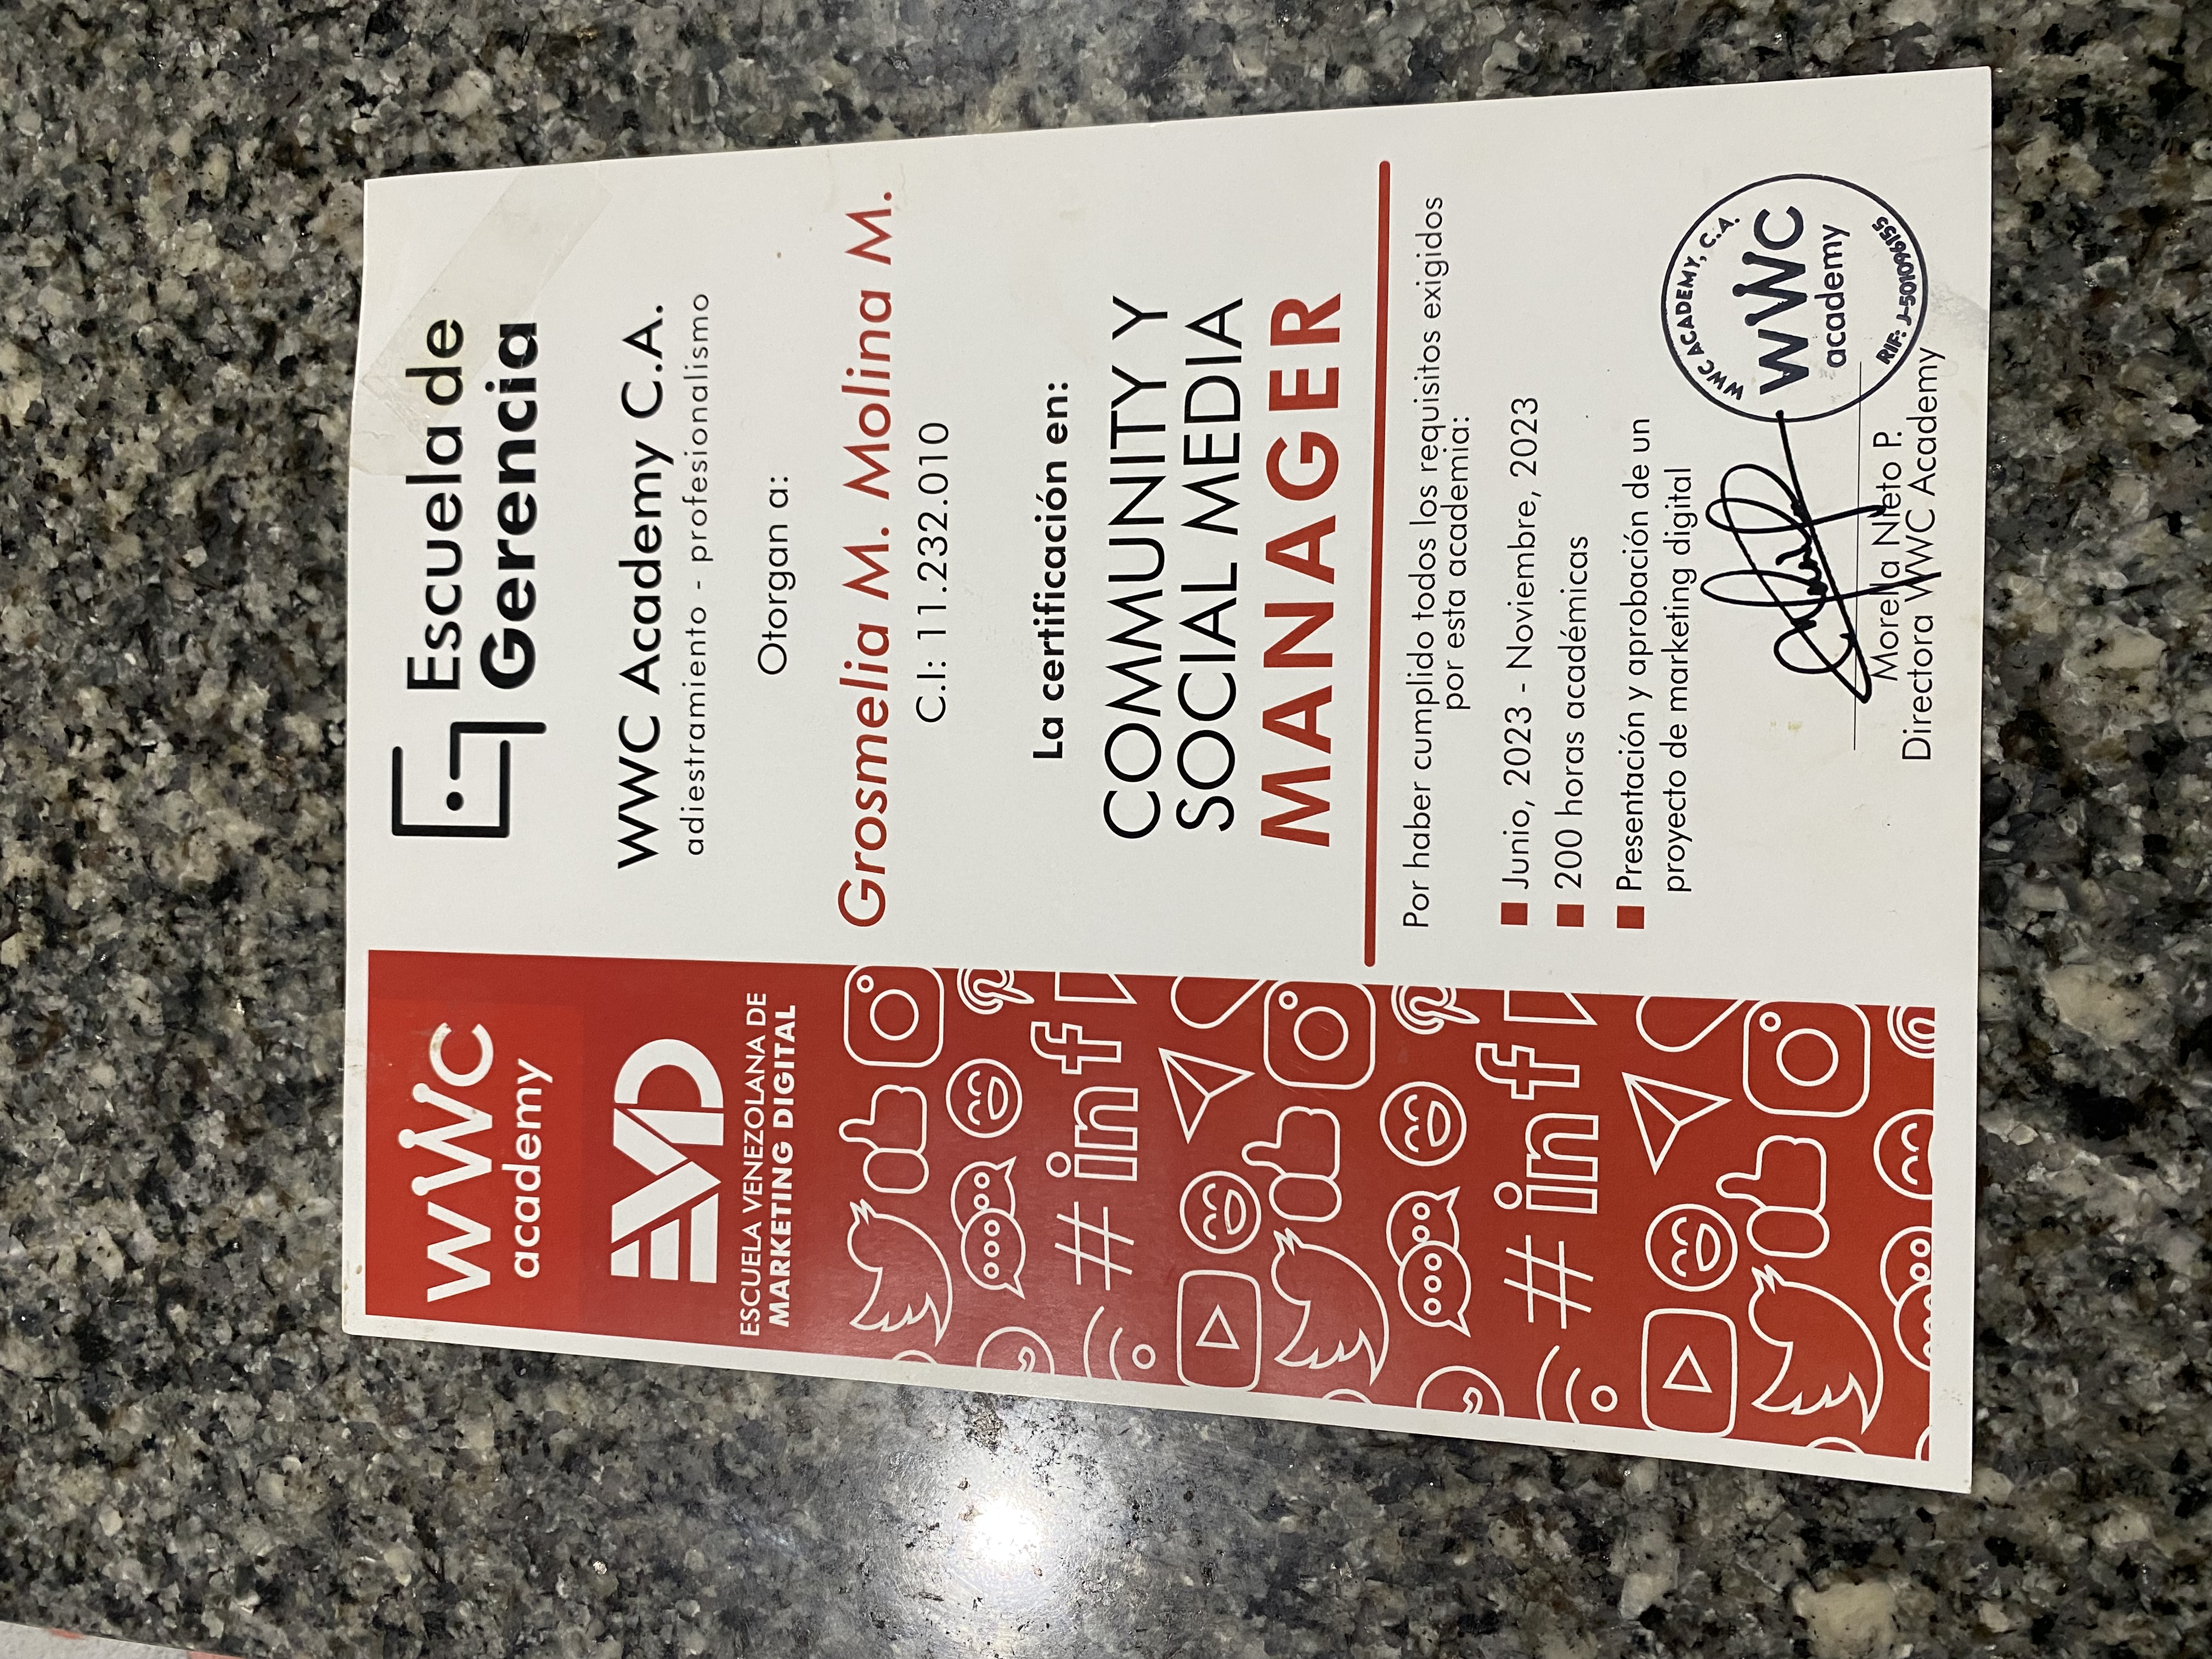 wwc
academy
EVMD
ESCUELA VENEZOLANA DE
MARKETING DIGITAL
Escuela de
Gerencia
WWC Academy C.A.
adiestramiento - profesionalismo
Otorgan a:
Grosmelia M. Molina M.
C.I: 11.232.010
La certificación en:
COMMUNITY Y
SOCIAL MEDIA
MANAGER
Por haber cumplido todos los requisitos exigidos
por esta academia:
Junio, 2023 - Noviembre, 2023
200 horas académicas
Presentación y aprobación de un
proyecto de marketing digital
Morella Nieto P.
Directora WWC Academy
WWC ACADEMY, C.A.
wwc
academy
RIF: J-501096155